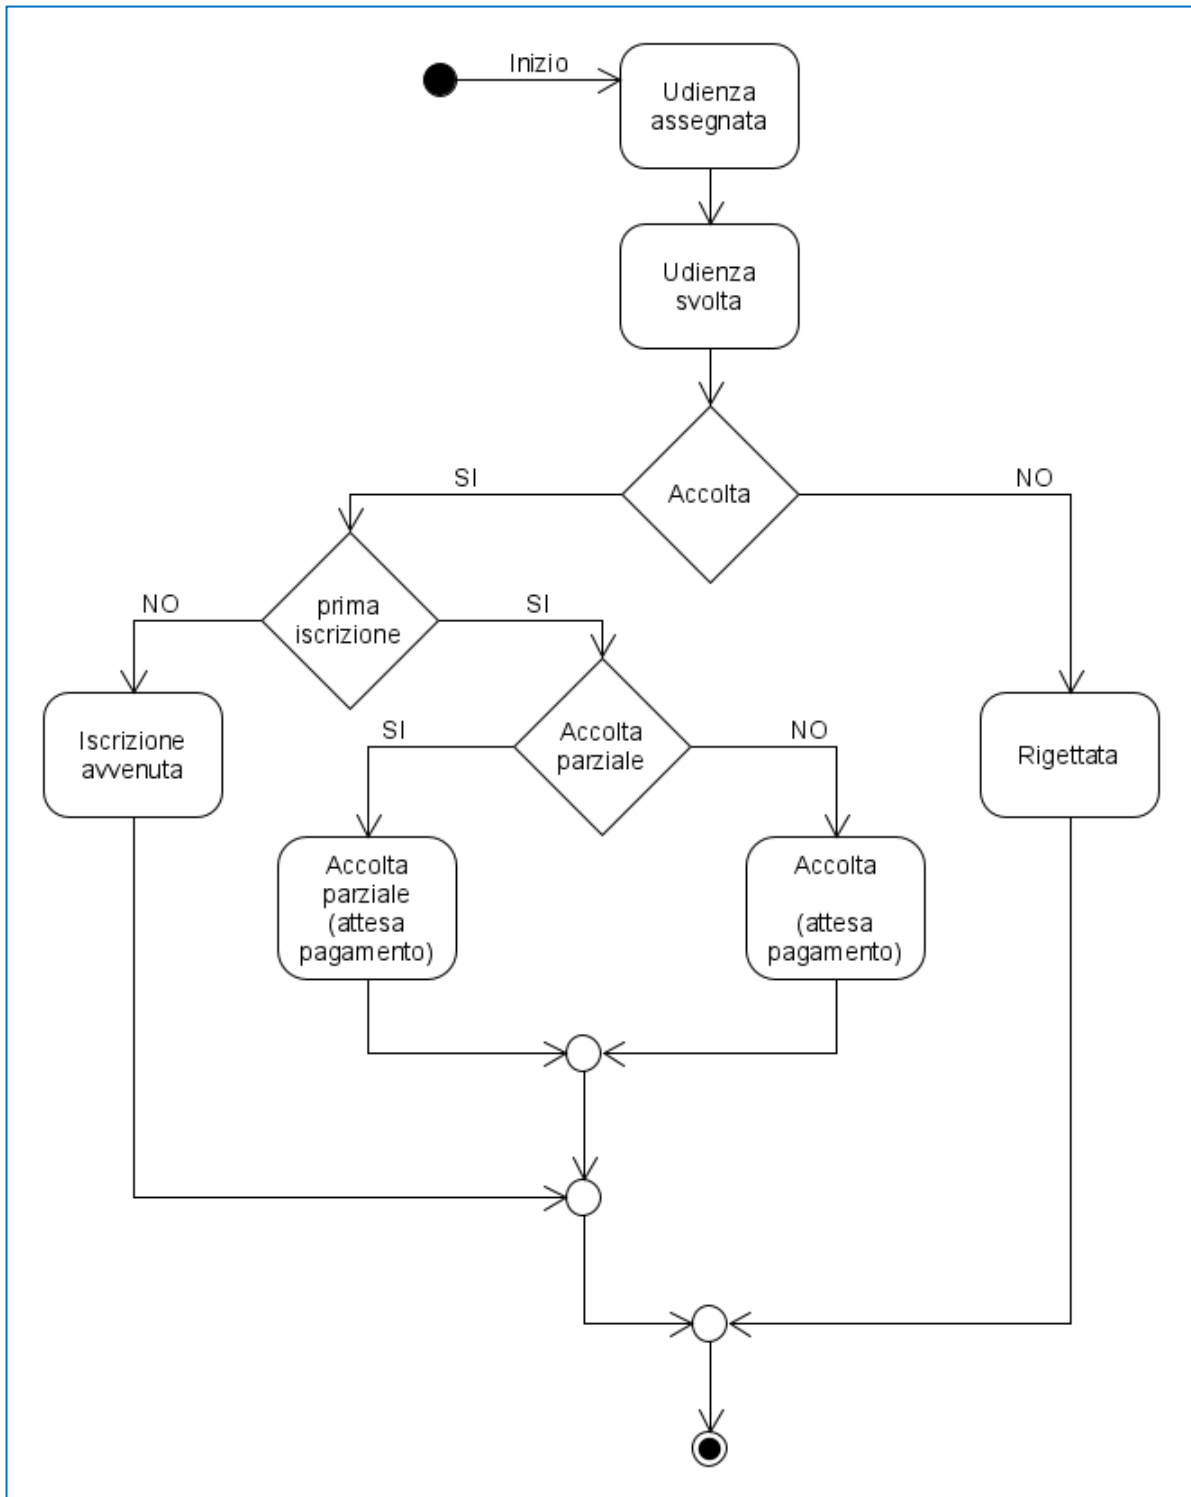 Inizio
Udienza
assegnata
Udienza
svolta
Accolta
SI
NO
prima
iscrizione
NO
SI
Accolta
parziale
SI
NO
Iscrizione
avvenuta
Rigettata
Accolta
parziale
(attesa
pagamento)
Accolta
(attesa
pagamento)